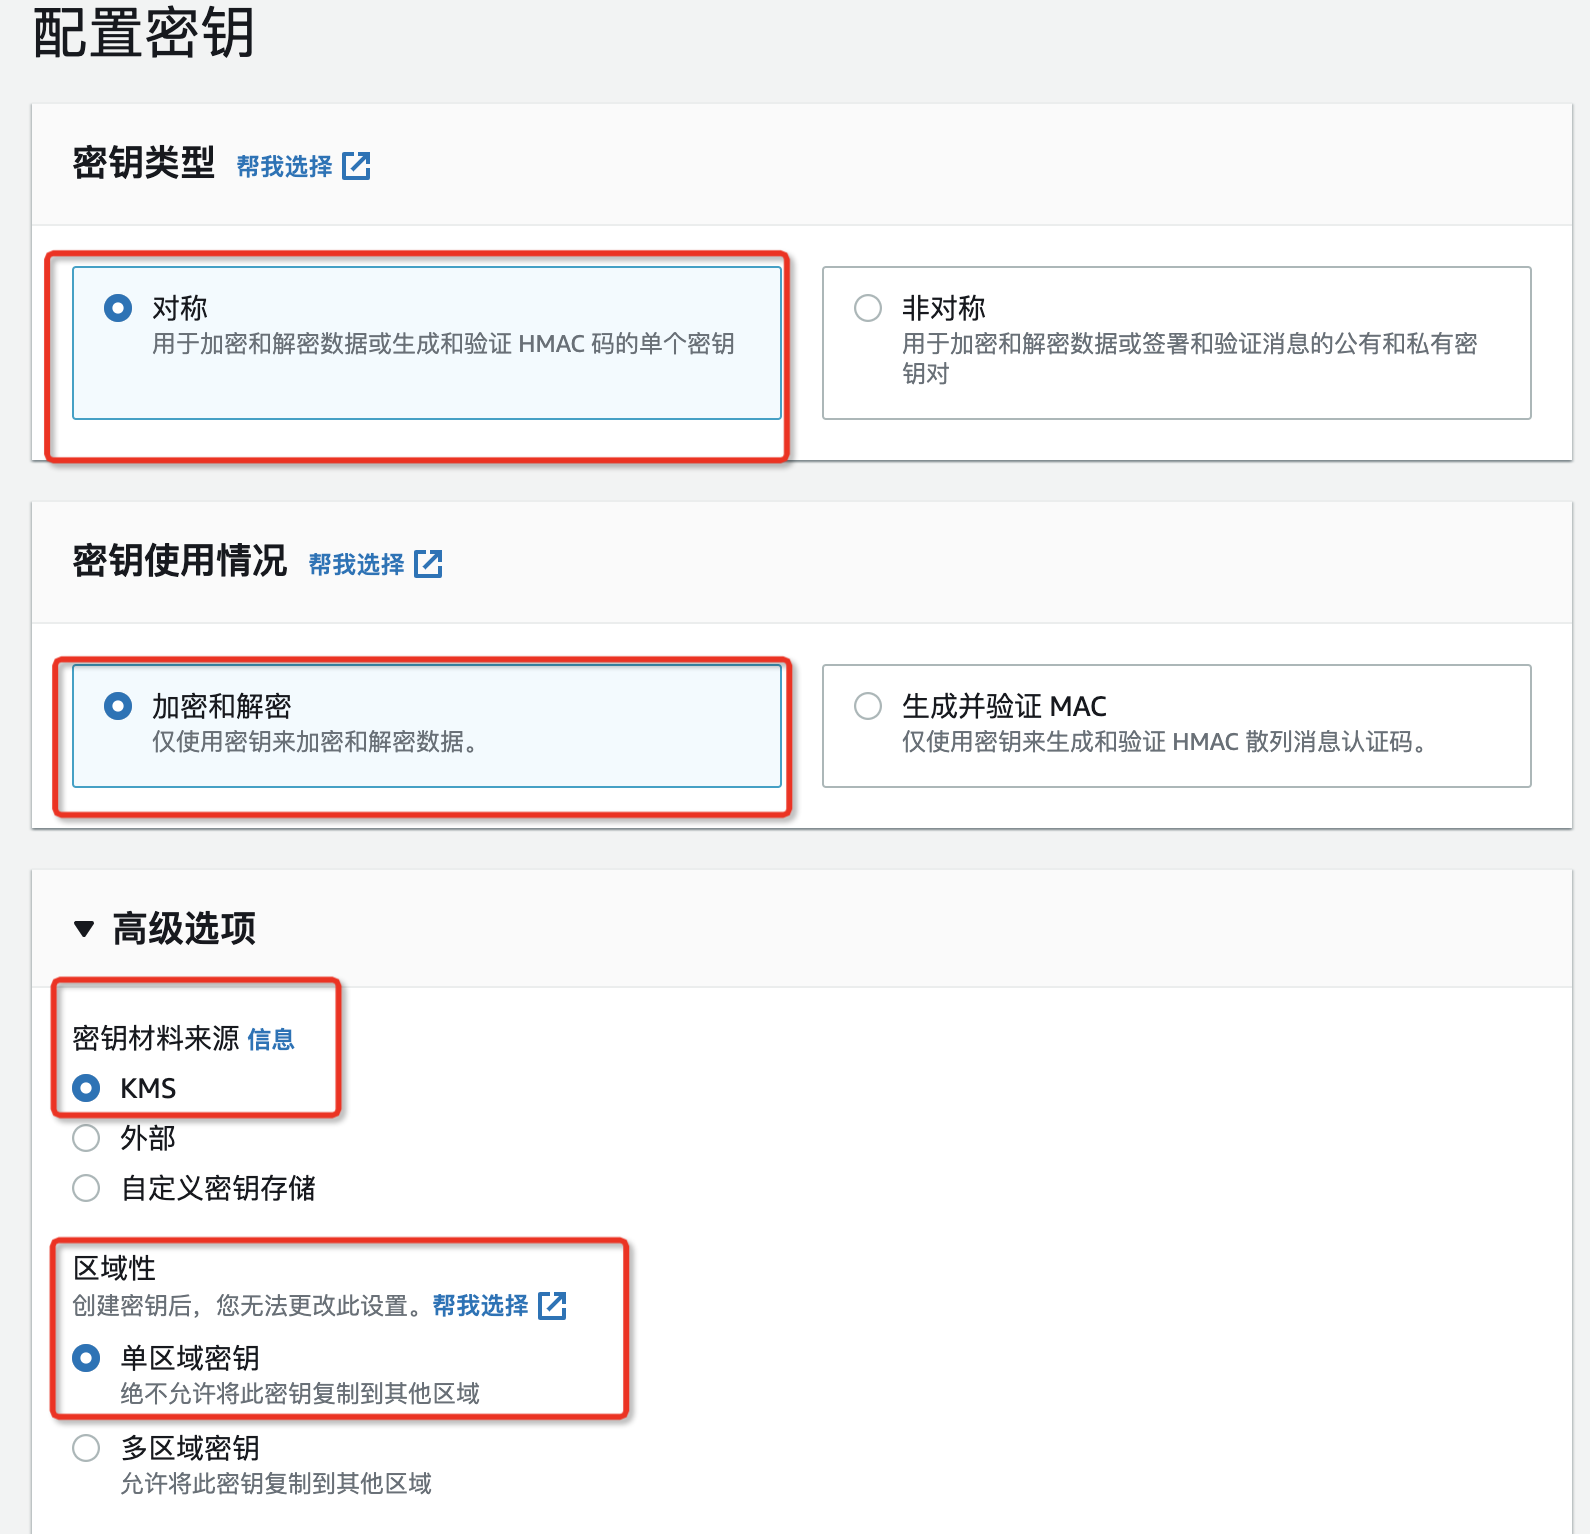 配置密钥
密钥类型 帮我选择
对称
用于加密和解密数据或生成和验证 HMAC 码的单个密钥
非对称
用于加密和解密数据或签署和验证消息的公有和私有密
钥对
密钥使用情况 帮我选择
加密和解密
仅使用密钥来加密和解密数据。
生成并验证 MAC
仅使用密钥来生成和验证 HMAC 散列消息认证码。
高级选项
密钥材料来源 信息
KMS
外部
自定义密钥存储
区域性
创建密钥后，您无法更改此设置。帮我选择
单区域密钥
绝不允许将此密钥复制到其他区域
多区域密钥
允许将此密钥复制到其他区域